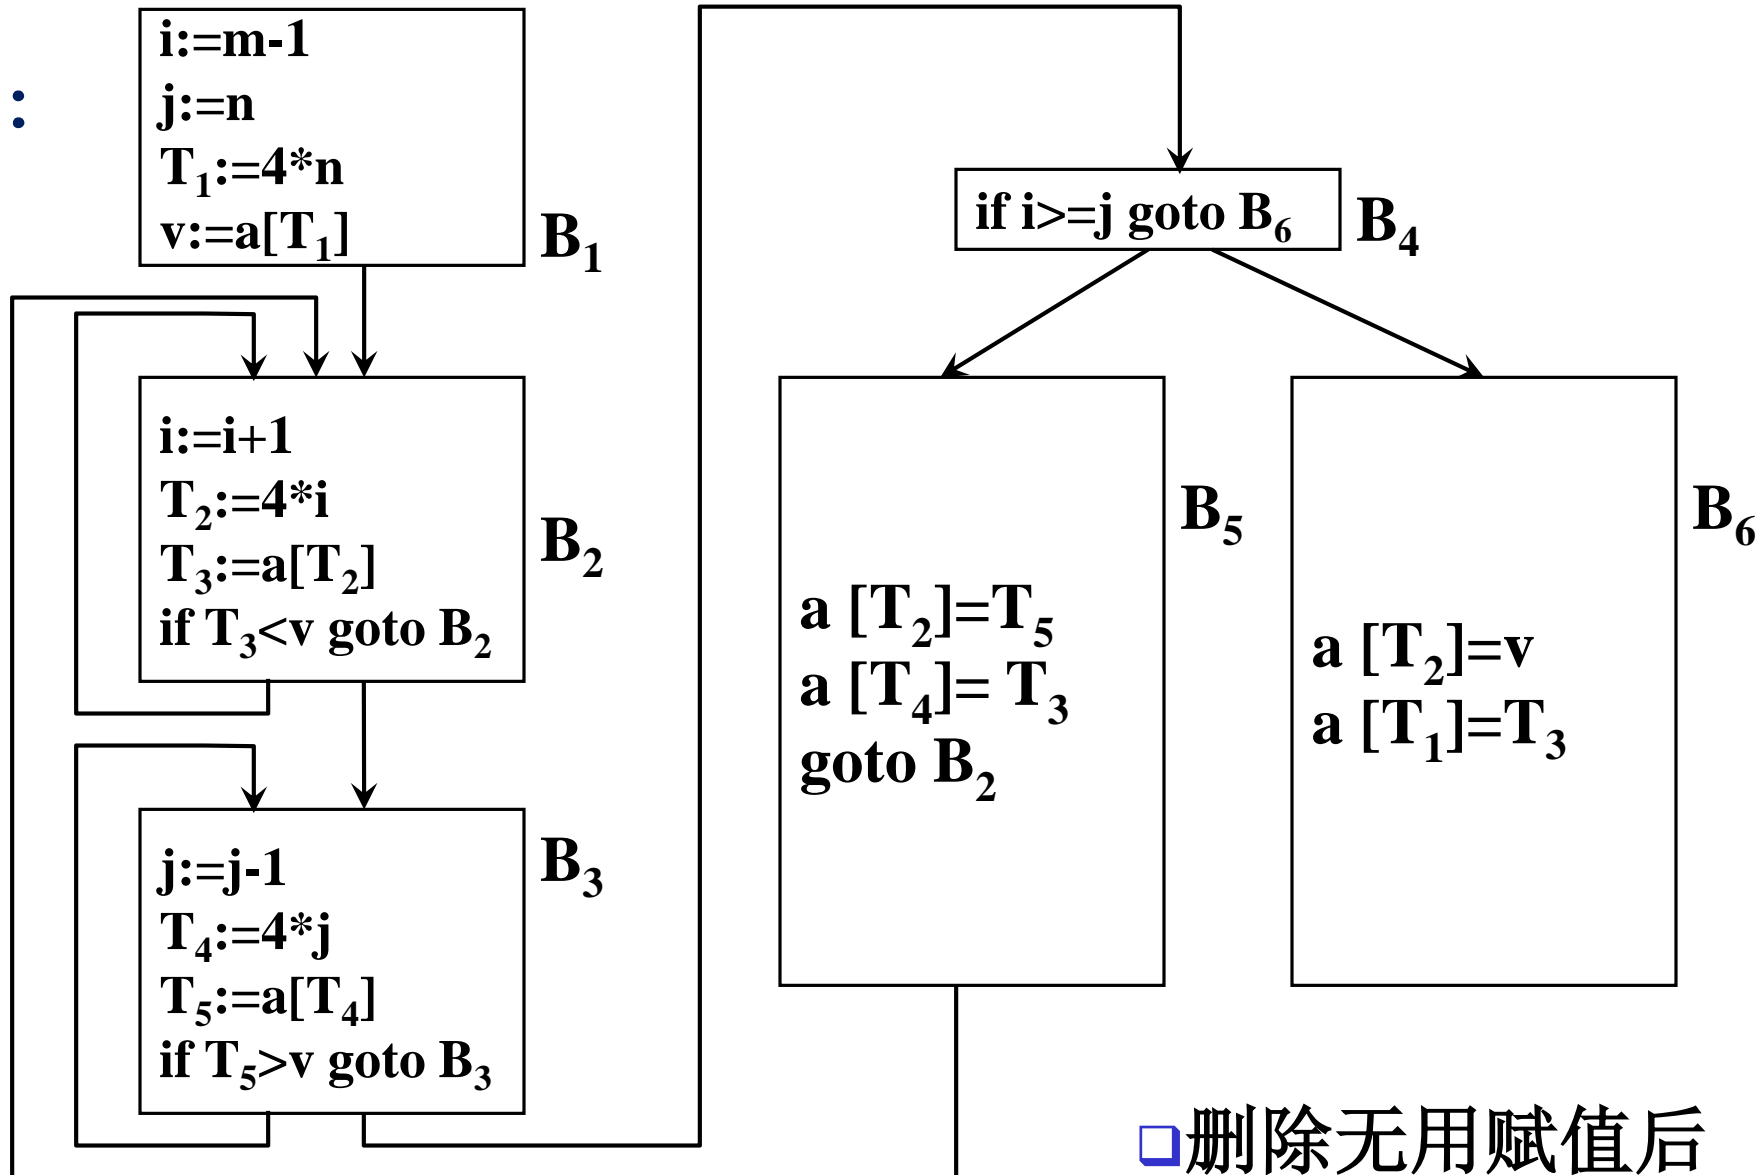 :
i:=m-1
j:=n
T₁:=4*n
v:=a[T₁]
B₁
i:=i+1
T₂:=4*i
T₃:=a[T₂]
if T₃<v goto B₂
B₂
j:=j-1
T₄:=4*j
T₅:=a[T₄]
if T₅>v goto B₃
B₃
if i>=j goto B₆
B₄
a [T₂]=T₅
a [T₄]= T₃
goto B₂
B₅
a [T₂]=v
a [T₁]=T₃
B₆
删除无用赋值后